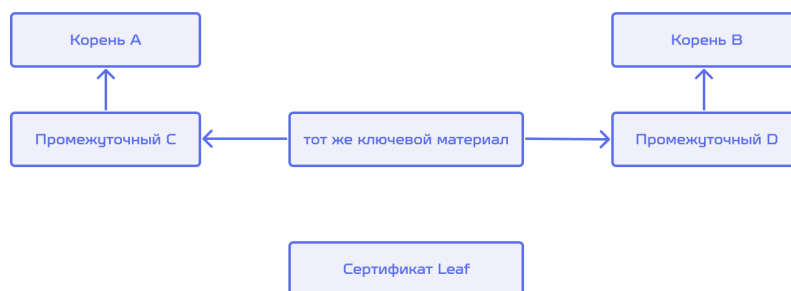 Корень A
Корень B
Промежуточный C
тот же ключевой материал
Промежуточный D
Сертификат Leaf